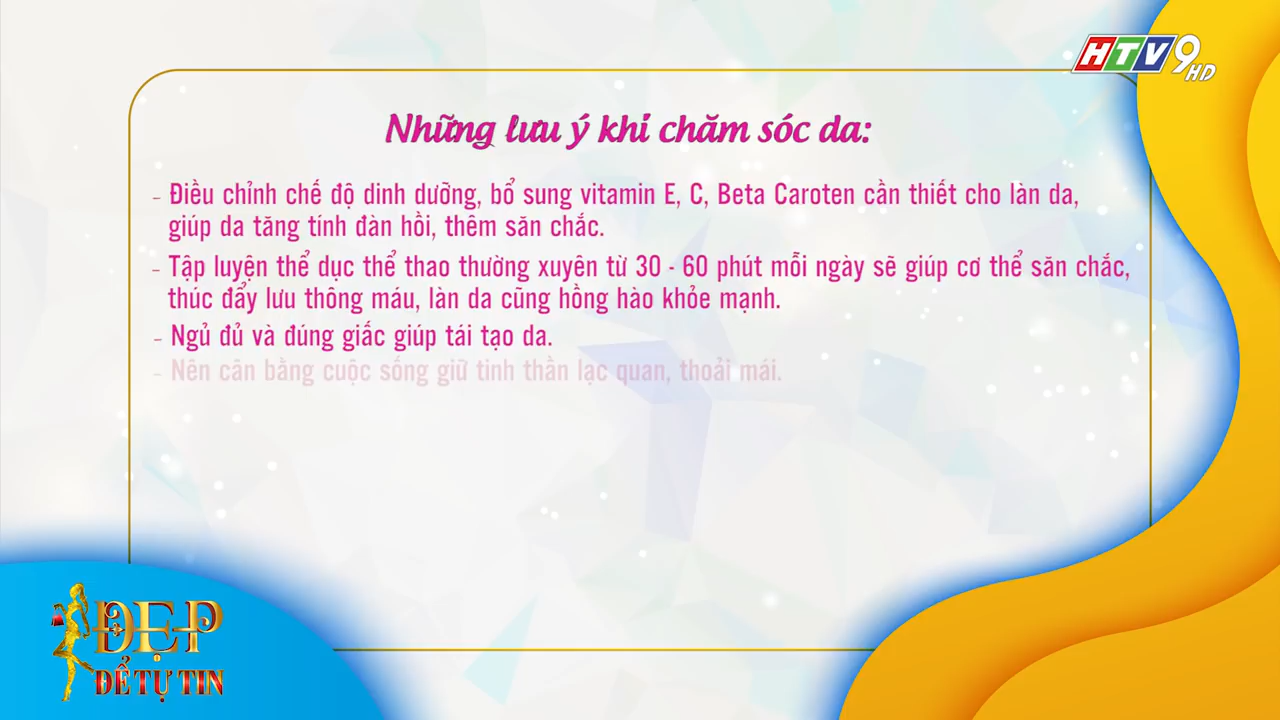 HTV9 HD
Những lưu ý khi chăm sóc da:
- Điều chỉnh chế độ dinh dưỡng, bổ sung vitamin E, C, Beta Caroten cần thiết cho làn da,
giúp da tăng tính đàn hồi, thêm săn chắc.
- Tập luyện thể dục thể thao thường xuyên từ 30 - 60 phút mỗi ngày sẽ giúp cơ thể săn chắc,
thúc đẩy lưu thông máu, làn da cũng hồng hào khỏe mạnh.
- Ngủ đủ và đúng giấc giúp tái tạo da.
- Nên cân bằng cuộc sống giữ tinh thần lạc quan, thoải mái.
ĐẸP
ĐỂ TỰ TIN